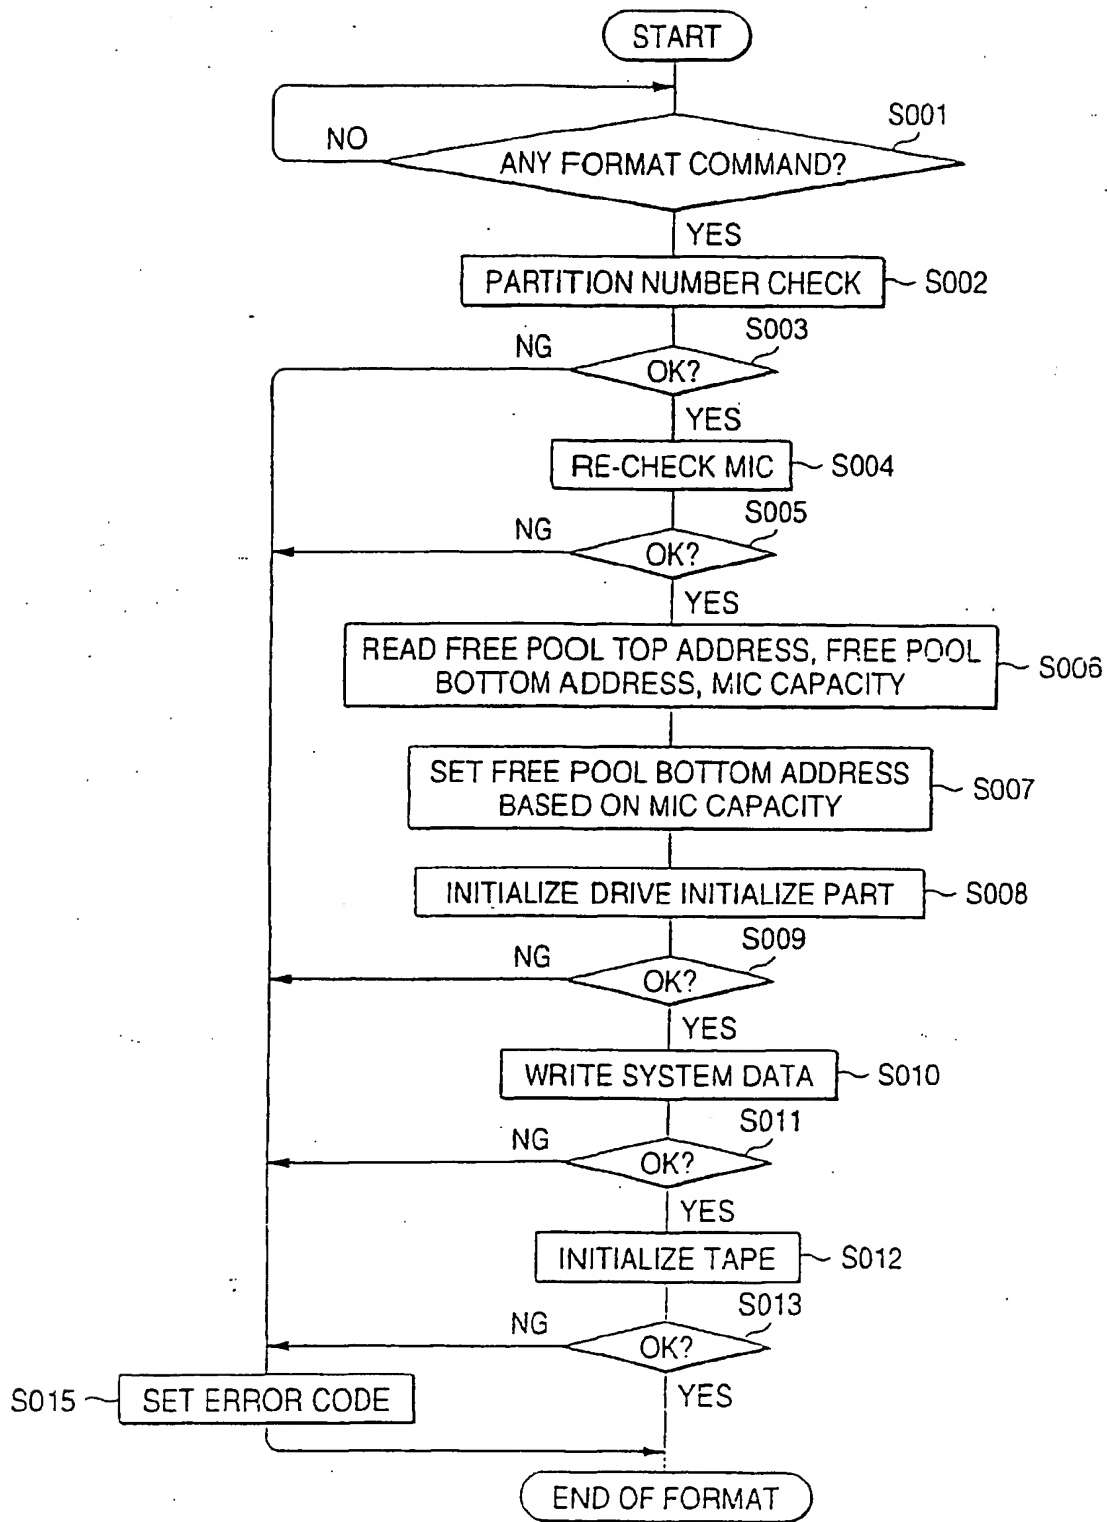 START
S001
NO
ANY FORMAT COMMAND?
YES
PARTITION NUMBER CHECK
S002
S003
NG
OK?
YES
RE-CHECK MIC
S004
S005
NG
OK?
YES
READ FREE POOL TOP ADDRESS, FREE POOL
BOTTOM ADDRESS, MIC CAPACITY
S006
SET FREE POOL BOTTOM ADDRESS
BASED ON MIC CAPACITY
S007
INITIALIZE DRIVE INITIALIZE PART
S008
S009
NG
OK?
YES
WRITE SYSTEM DATA
S010
S011
NG
OK?
YES
INITIALIZE TAPE
S012
S013
NG
OK?
YES
S015
SET ERROR CODE
END OF FORMAT